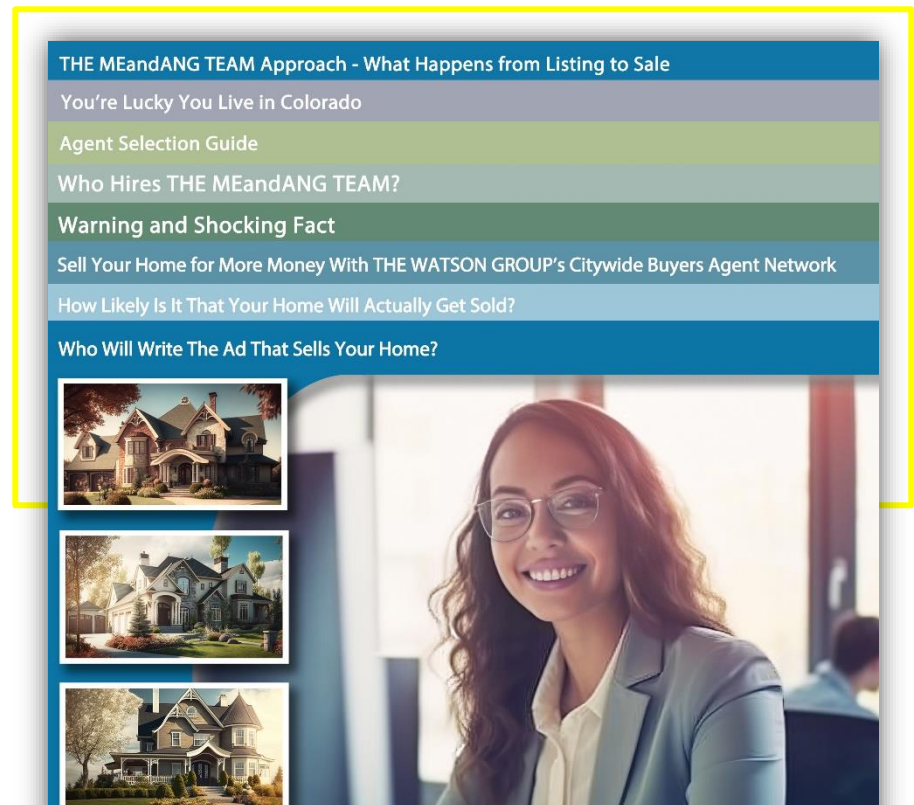 THE MEandANG TEAM Approach - What Happens from Listing to Sale
You're Lucky You Live in Colorado
Agent Selection Guide
Who Hires THE MEandANG TEAM?
Warning and Shocking Fact
Sell Your Home for More Money With THE WATSON GROUP's Citywide Buyers Agent Network
How Likely Is It That Your Home Will Actually Get Sold?
Who Will Write The Ad That Sells Your Home?